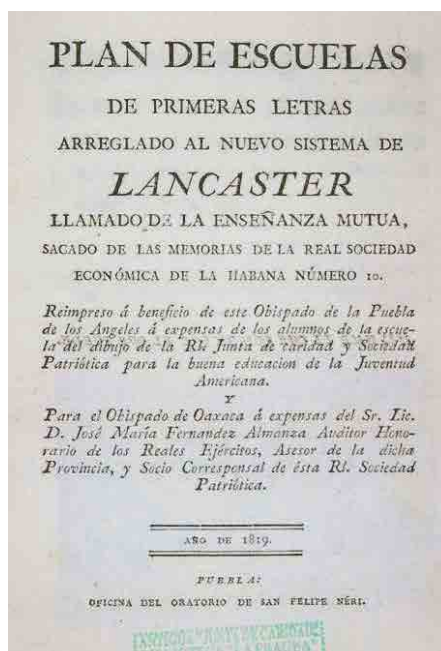 PLAN DE ESCUELAS
DE PRIMERAS LETRAS
ARREGLADO AL NUEVO SISTEMA DE
LANCASTER
LLAMADO DE LA ENSEÑANZA MUTUA,
SACADO DE LAS MEMORIAS DE LA REAL SOCIEDAD
ECONÓMICA DE LA HABANA NÚMERO 10.
Reimpreso á beneficio de este Obispado de la Puebla
de los Angeles á expensas de los alumnos de la escue-
la del dibujo de la Rl. Junta de caridad y Sociedad
Patriótica para la buena educacion de la Juventud
Americana.
Y
Para el Obispado de Oaxaca á expensas del Sr. Lic.
D. José María Fernandez Almanza Auditor Hono-
rario de los Reales Ejércitos, Asesor de la dicha
Provincia, y Socio Corresponsal de ésta Rl. Sociedad
Patriótica.
AÑO DE 1819.
PUEBLA:
OFICINA DEL ORATORIO DE SAN FELIPE NÉRI.